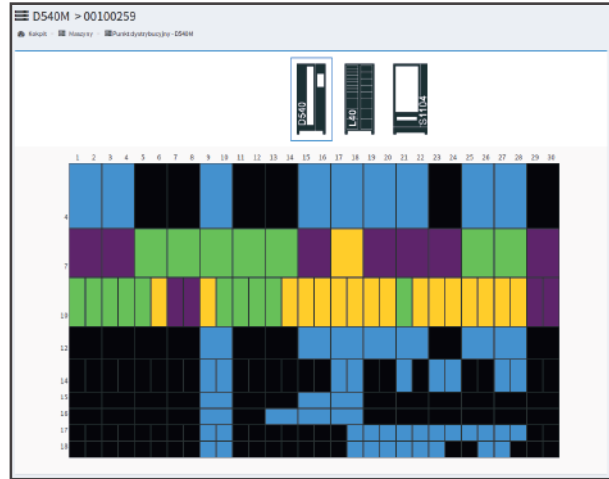 D540M > 00100259
Kokpit - Maszyny - Punkt dystrybucyjny - D540M
D540
L40
S1104
1 2 3 4 5 6 7 8 9 10 11 12 13 14 15 16 17 18 19 20 21 22 23 24 25 26 27 28 29 30
4
7
10
12
14
15
16
17
18